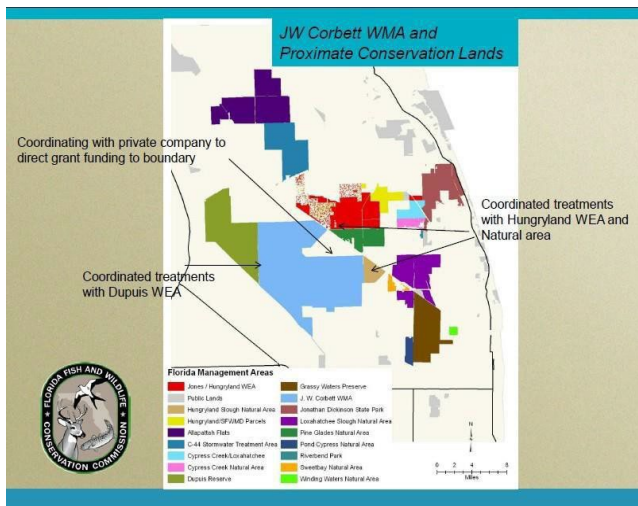 JW Corbett WMA and
Proximate Conservation Lands
Coordinating with private company to
direct grant funding to boundary
Coordinated treatments
with Hungryland WEA and
Natural area
Coordinated treatments
with Dupuis WEA
Florida Management Areas
Jones / Hungryland WEA
Public Lands
Hungryland Slough Natural Area
Hungryland/SFWMD Parcels
Allapattah Flats
C-44 Stormwater Treatment Area
Cypress Creek/Loxahatchee
Cypress Creek Natural Area
Dupuis Reserve
Grassy Waters Preserve
J. W. Corbett WMA
Jonathan Dickinson State Park
Loxahatchee Slough Natural Area
Pine Glades Natural Area
Pond Cypress Natural Area
Riverbend Park
Sweetbay Natural Area
Winding Waters Natural Area
N
0 2 4 8
Miles
FLORIDA FISH AND WILDLIFE
CONSERVATION COMMISSION